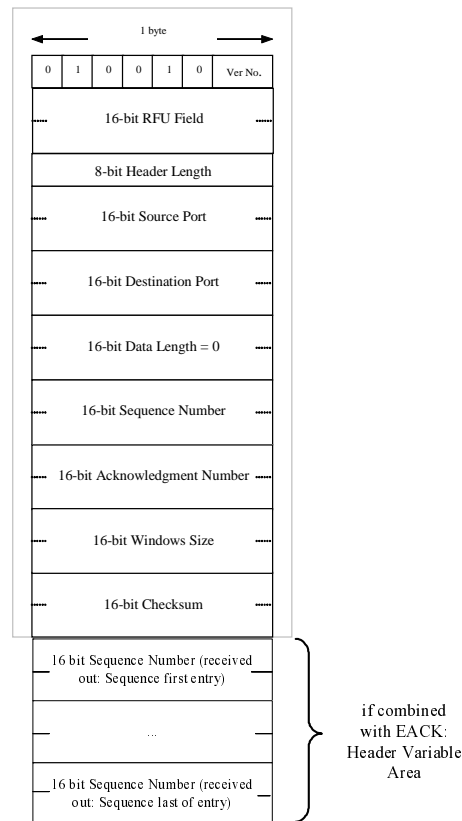 1 byte
0 1 0 0 1 0 Ver No.
16-bit RFU Field
8-bit Header Length
16-bit Source Port
16-bit Destination Port
16-bit Data Length = 0
16-bit Sequence Number
16-bit Acknowledgment Number
16-bit Windows Size
16-bit Checksum
16 bit Sequence Number (received
out: Sequence first entry)
...
16 bit Sequence Number (received
out: Sequence last of entry)
if combined
with EACK:
Header Variable
Area